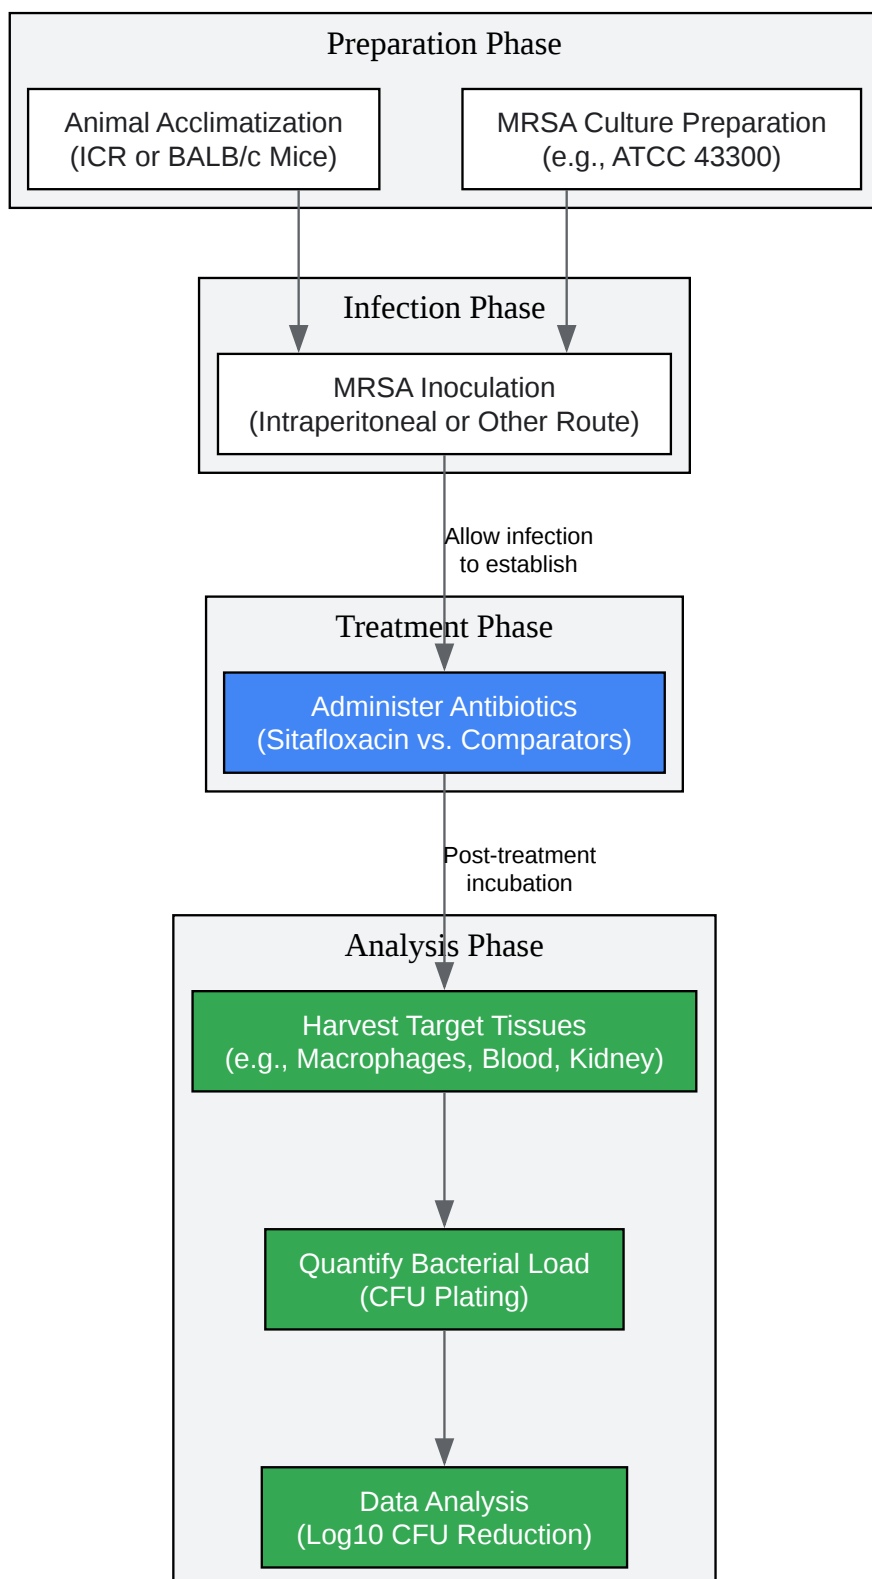 Preparation Phase
Animal Acclimatization
(ICR or BALB/c Mice)
MRSA Culture Preparation
(e.g., ATCC 43300)
Infection Phase
MRSA Inoculation
(Intraperitoneal or Other Route)
Allow infection
to establish
Treatment Phase
Administer Antibiotics
(Sitafloxacin vs. Comparators)
Post-treatment
incubation
Analysis Phase
Harvest Target Tissues
(e.g., Macrophages, Blood, Kidney)
Quantify Bacterial Load
(CFU Plating)
Data Analysis
(Log10 CFU Reduction)